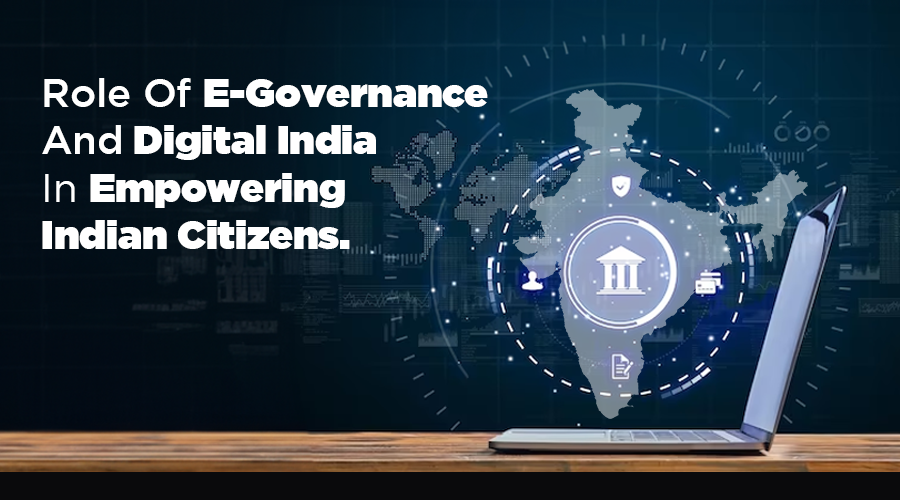 Role Of E-Governance
And Digital India
In Empowering
Indian Citizens.